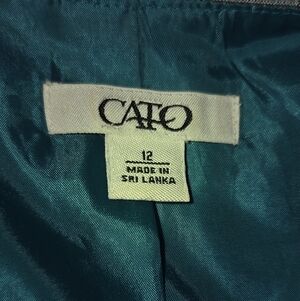 CATO
12
MADE IN
SRI LANKA